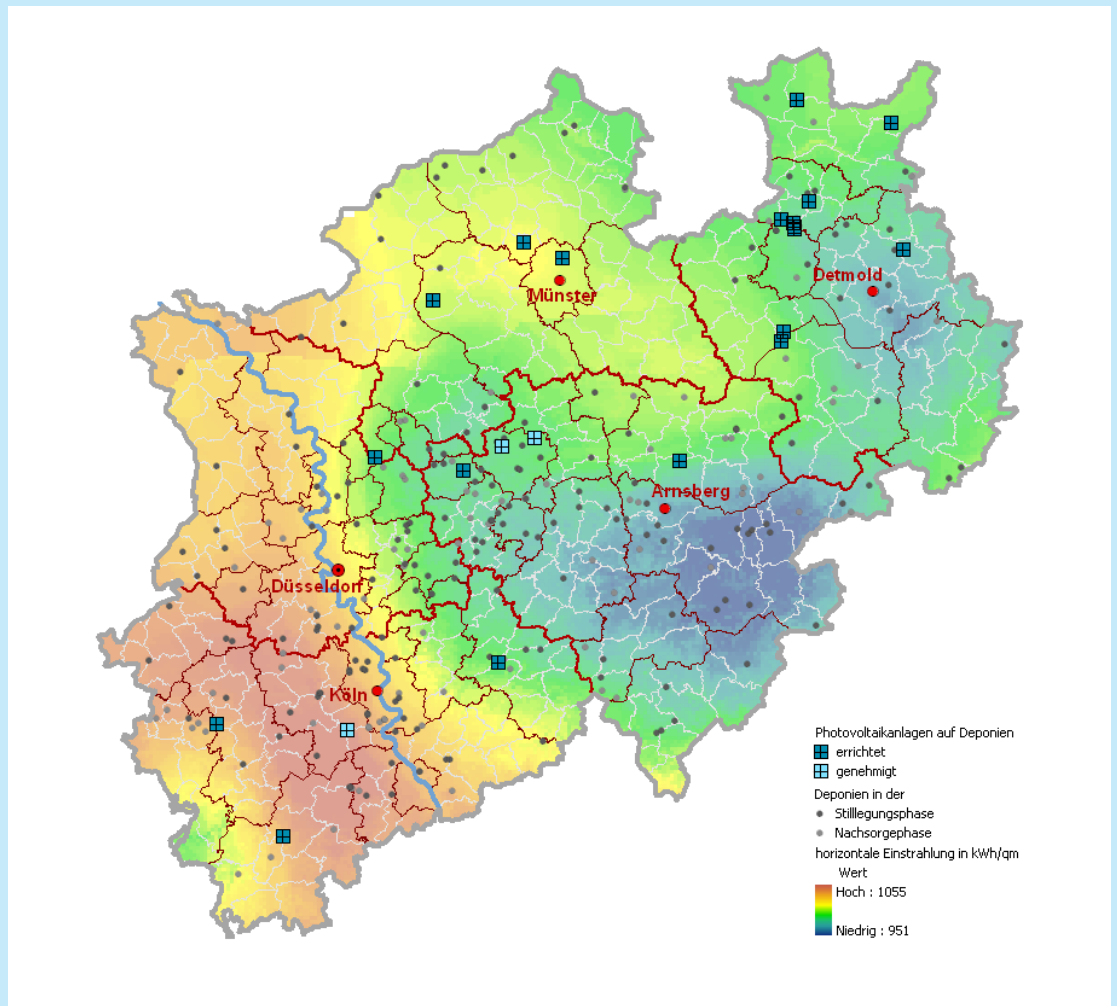 Detmold
Münster
Arnsberg
Düsseldorf
Köln
Photovoltaikanlagen auf Deponien
errichtet
genehmigt
Deponien in der
Stilllegungsphase
Nachsorgephase
horizontale Einstrahlung in kWh/qm
Wert
Hoch : 1055
Niedrig : 951